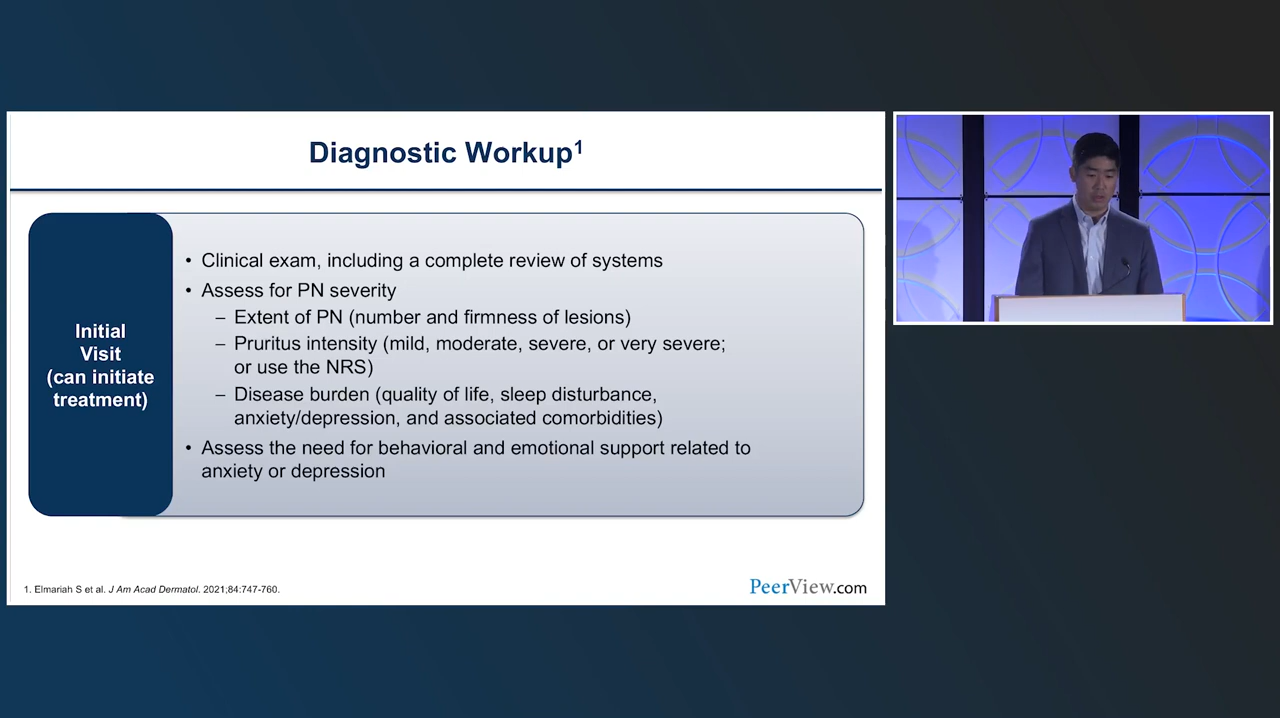 Diagnostic Workup¹
Initial
Visit
(can initiate
treatment)
• Clinical exam, including a complete review of systems
• Assess for PN severity
– Extent of PN (number and firmness of lesions)
– Pruritus intensity (mild, moderate, severe, or very severe;
or use the NRS)
– Disease burden (quality of life, sleep disturbance,
anxiety/depression, and associated comorbidities)
• Assess the need for behavioral and emotional support related to
anxiety or depression
1. Elmariah S et al. J Am Acad Dermatol. 2021;84:747-760.
PeerView.com